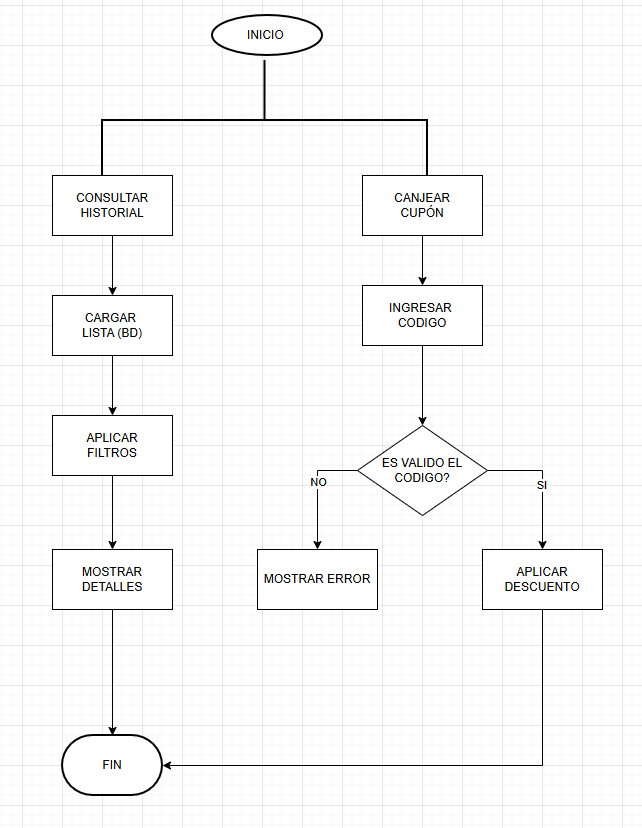 INICIO
CONSULTAR
HISTORIAL
CANJEAR
CUPÓN
CARGAR
LISTA (BD)
INGRESAR
CODIGO
APLICAR
FILTROS
ES VALIDO EL
CODIGO?
NO
SI
MOSTRAR
DETALLES
MOSTRAR ERROR
APLICAR
DESCUENTO
FIN